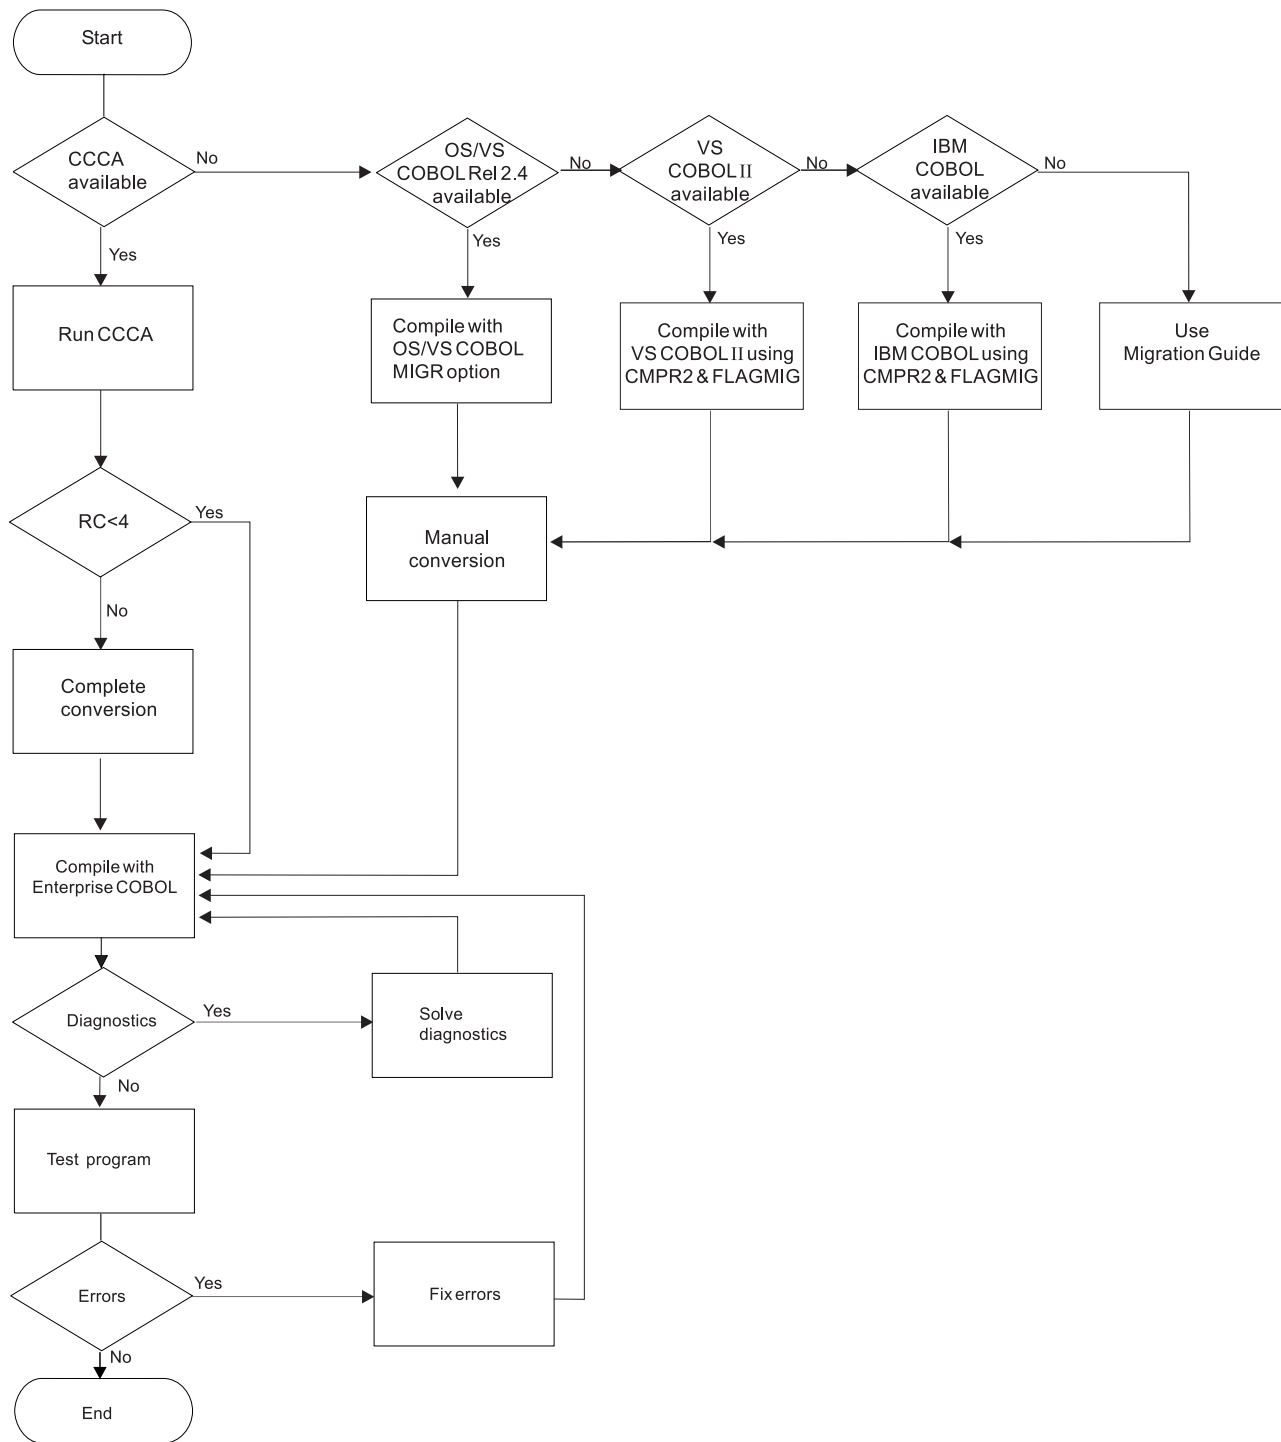 Start
CCCA
available
No
OS/VS
COBOL Rel 2.4
available
No
VS
COBOL II
available
No
IBM
COBOL
available
No
Yes
Yes
Yes
Yes
Run CCCA
Compile with
OS/VS COBOL
MIGR option
Compile with
VS COBOL II using
CMPR2 & FLAGMIG
Compile with
IBM COBOL using
CMPR2 & FLAGMIG
Use
Migration Guide
RC<4
Yes
Manual
conversion
No
Complete
conversion
Compile with
Enterprise COBOL
Diagnostics
Yes
Solve
diagnostics
No
Test program
Errors
Yes
Fix errors
No
End